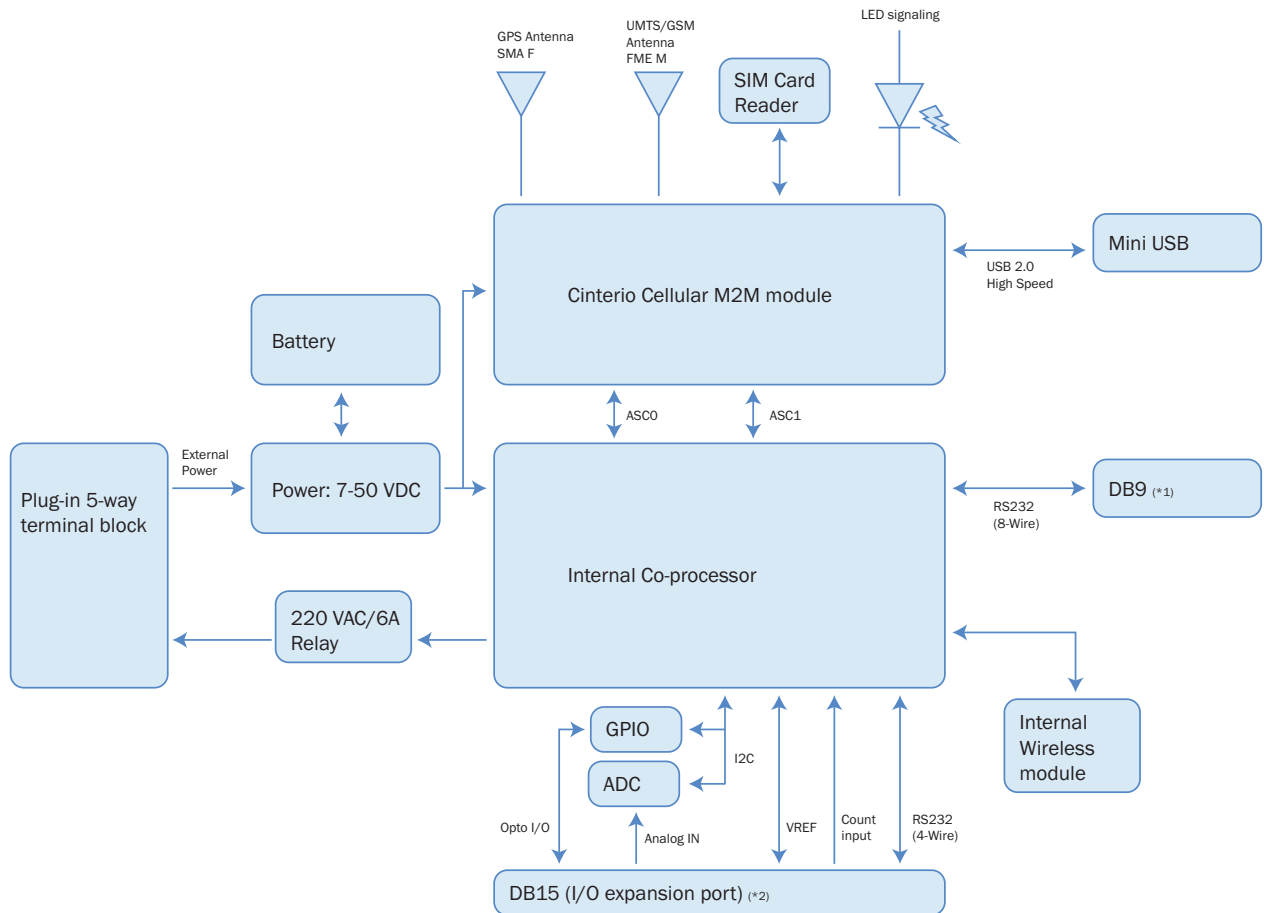 LED signaling
GPS Antenna
SMA F
UMTS/GSM
Antenna
FME M
SIM Card
Reader
Mini USB
USB 2.0
High Speed
Cinterio Cellular M2M module
Battery
ASC0
ASC1
External
Power
Plug-in 5-way
terminal block
Power: 7-50 VDC
DB9 (*1)
RS232
(8-Wire)
Internal Co-processor
220 VAC/6A
Relay
GPIO
Internal
Wireless
module
I2C
ADC
Opto I/O
Analog IN
VREF
Count
input
RS232
(4-Wire)
DB15 (I/O expansion port) (*2)